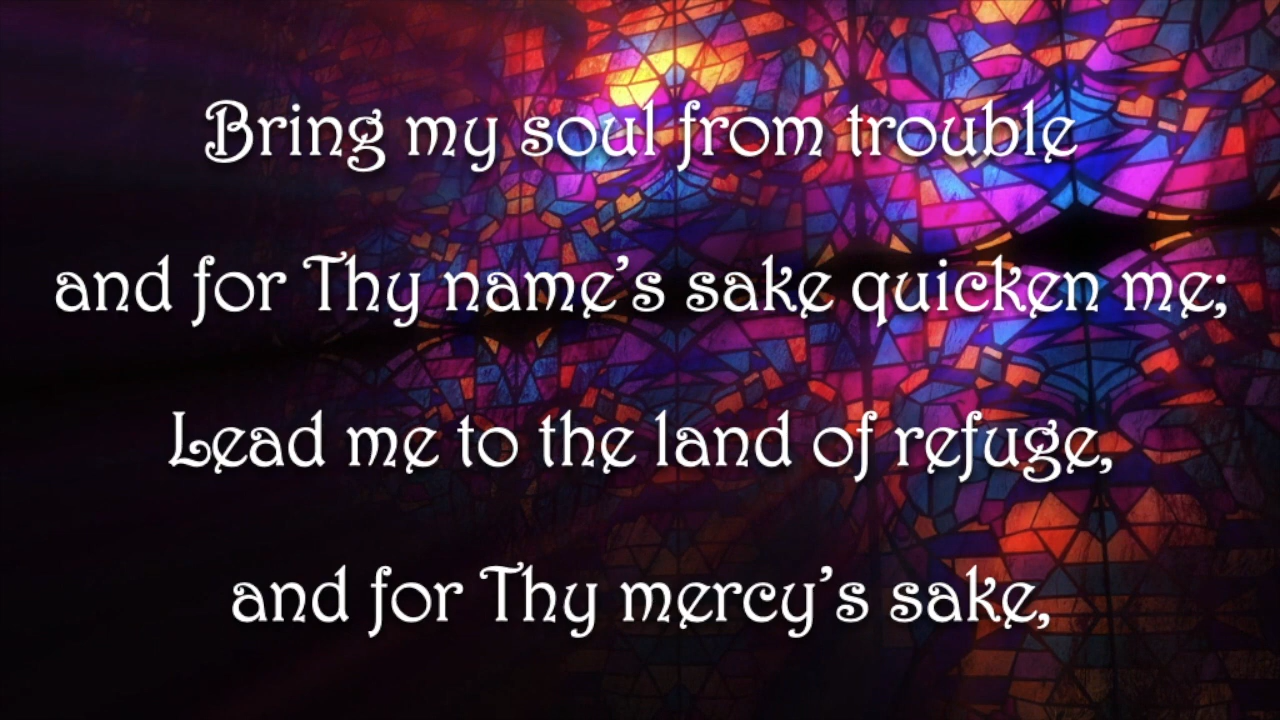 Bring my soul from trouble
and for Thy name’s sake quicken me;
Lead me to the land of refuge,
and for Thy mercy’s sake,